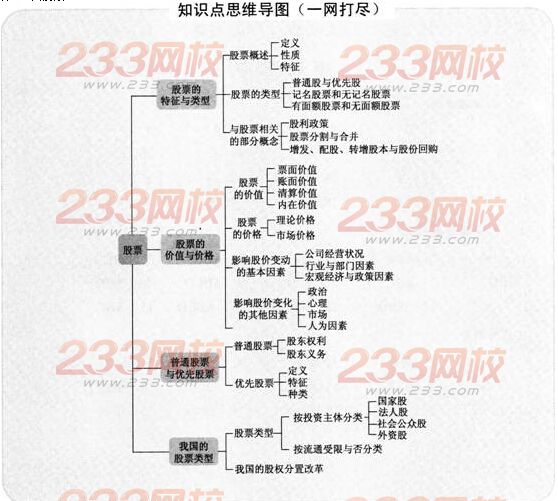 知识点思维导图（一网打尽）
定义
股票概述
性质
特征
股票的
特征与类型
普通股与优先股
股票的类型
记名股票和无记名股票
有面额股票和无面额股票
与股票相关
的部分概念
股利政策
股票分割与合并
增发、配股、转增股本与股份回购
股票
股票的
价值与价格
股票
的价值
票面价值
账面价值
清算价值
内在价值
股票
的价格
理论价格
市场价格
影响股价变动
的基本因素
公司经营状况
行业与部门因素
宏观经济与政策因素
影响股价变化
的其他因素
政治
心理
市场
人为因素
普通股票
与优先股票
普通股票
股东权利
股东义务
优先股票
定义
特征
种类
我国的
股票类型
股票类型
按投资主体分类
国家股
法人股
社会公众股
外资股
按流通受限与否分类
我国的股权分置改革
233网校
www.233.com
233网校
www.233.com
233网校
www.233.com
233网校
www.233.com
233网校
www.233.com
233网校
www.233.com
233网校
233网校